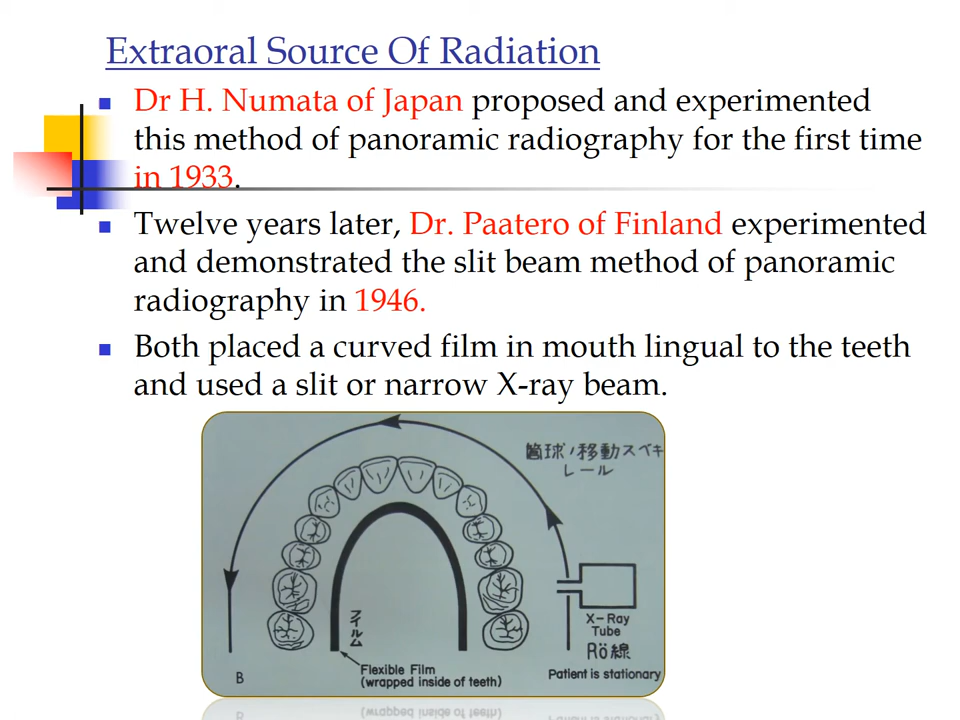 Extraoral Source Of Radiation
Dr H. Numata of Japan proposed and experimented
this method of panoramic radiography for the first time
in 1933.
Twelve years later, Dr. Paatero of Finland experimented
and demonstrated the slit beam method of panoramic
radiography in 1946.
Both placed a curved film in mouth lingual to the teeth
and used a slit or narrow X-ray beam.
球ノ移動スベキ
レール
X-Ray
Tube
Rö線
フイルム
Flexible Film
(wrapped inside of teeth)
Patient is stationary
B